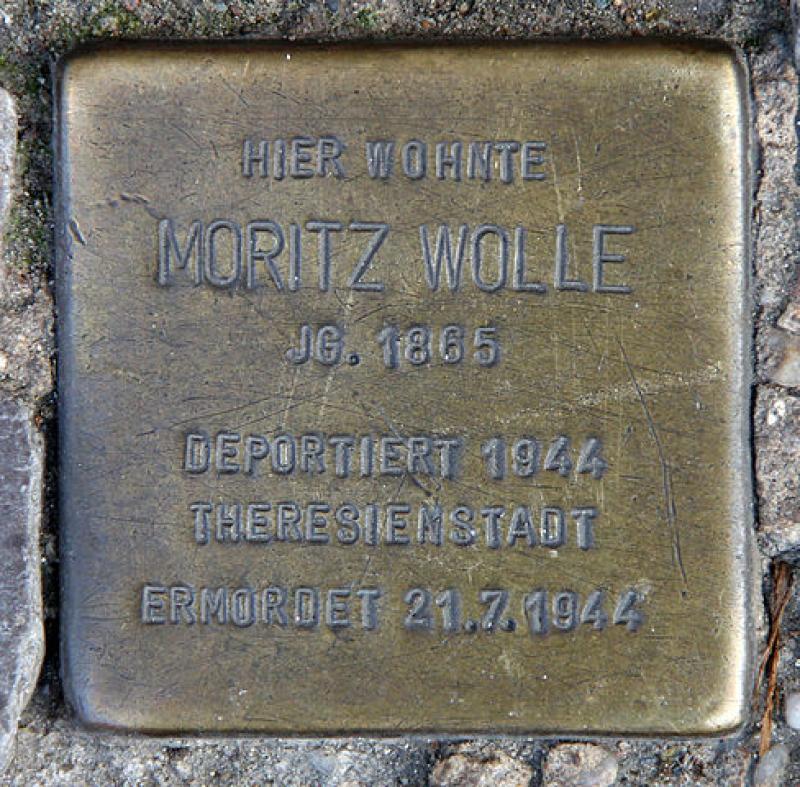 HIER WOHNTE
MORITZ WOLLE
JG. 1865
DEPORTIERT 1944
THERESIENSTADT
ERMORDET 21.7.1944